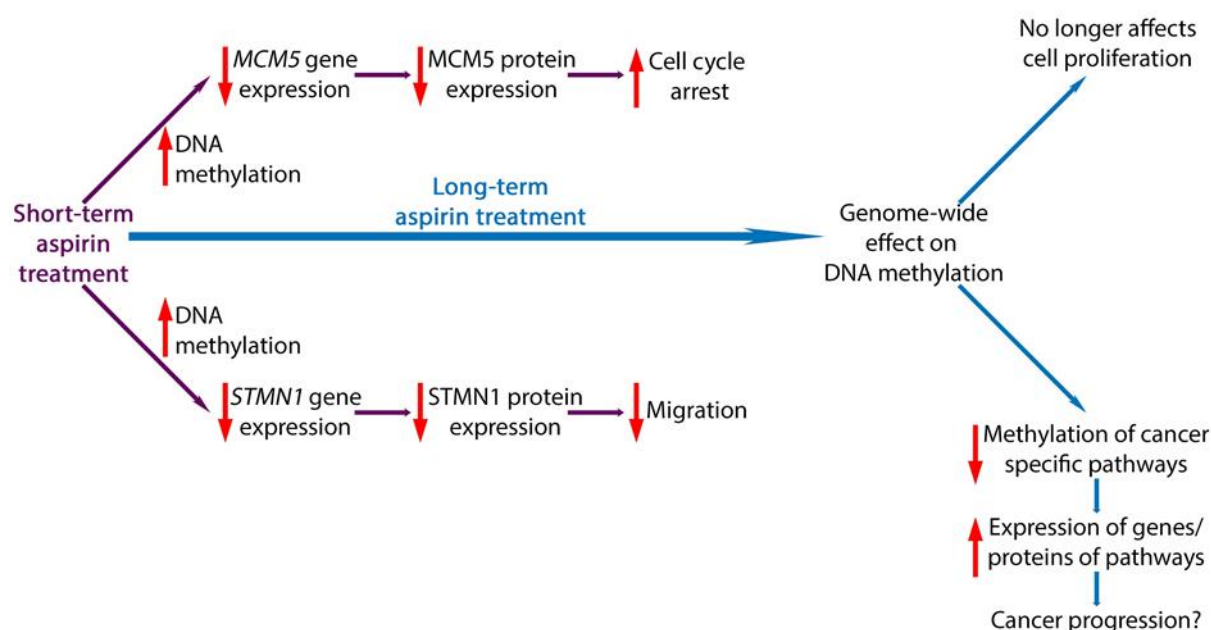 MCM5 gene
expression
MCM5 protein
expression
Cell cycle
arrest
No longer affects
cell proliferation
DNA
methylation
Short-term
aspirin
treatment
Long-term
aspirin treatment
Genome-wide
effect on
DNA methylation
DNA
methylation
STMN1 gene
expression
STMN1 protein
expression
Migration
Methylation of cancer
specific pathways
Expression of genes/
proteins of pathways
Cancer progression?